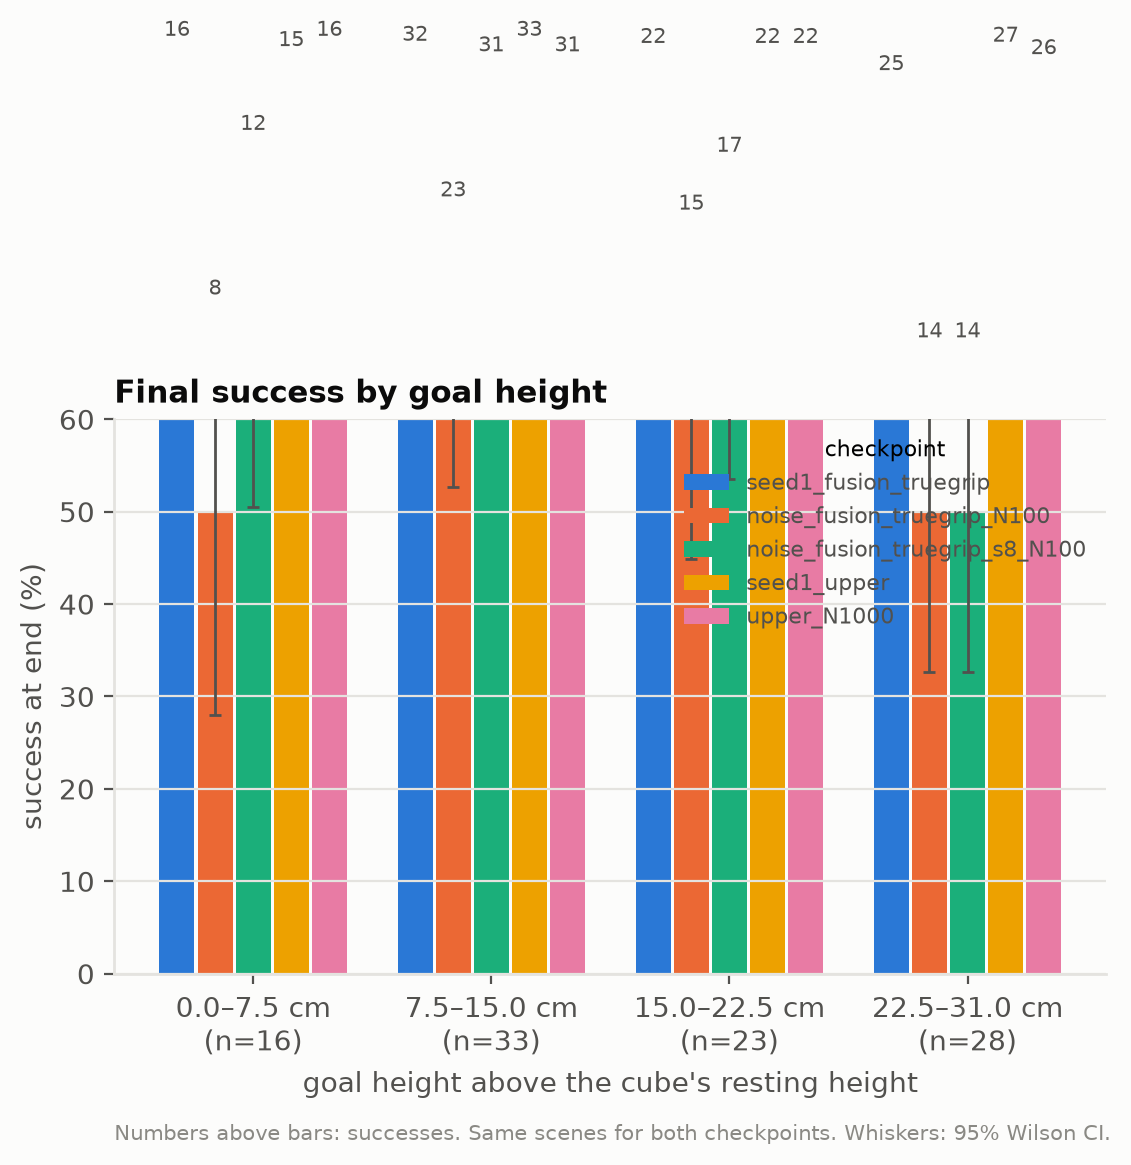 16 8 12 15 16 32 23 31 33 31 22 15 17 22 22 25 14 14 27 26
Final success by goal height
success at end (%)
60
50
40
30
20
10
0
checkpoint
seed1_fusion_truegrip
noise_fusion_truegrip_N100
noise_fusion_truegrip_s8_N100
seed1_upper
upper_N1000
0.0–7.5 cm 7.5–15.0 cm 15.0–22.5 cm 22.5–31.0 cm
(n=16) (n=33) (n=23) (n=28)
goal height above the cube's resting height
Numbers above bars: successes. Same scenes for both checkpoints. Whiskers: 95% Wilson CI.